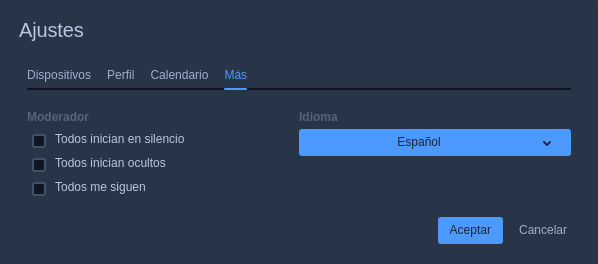 Ajustes
Dispositivos Perfil Calendario Más
Moderador
Todos inician en silencio
Todos inician ocultos
Todos me siguen
Idioma
Español
Aceptar Cancelar